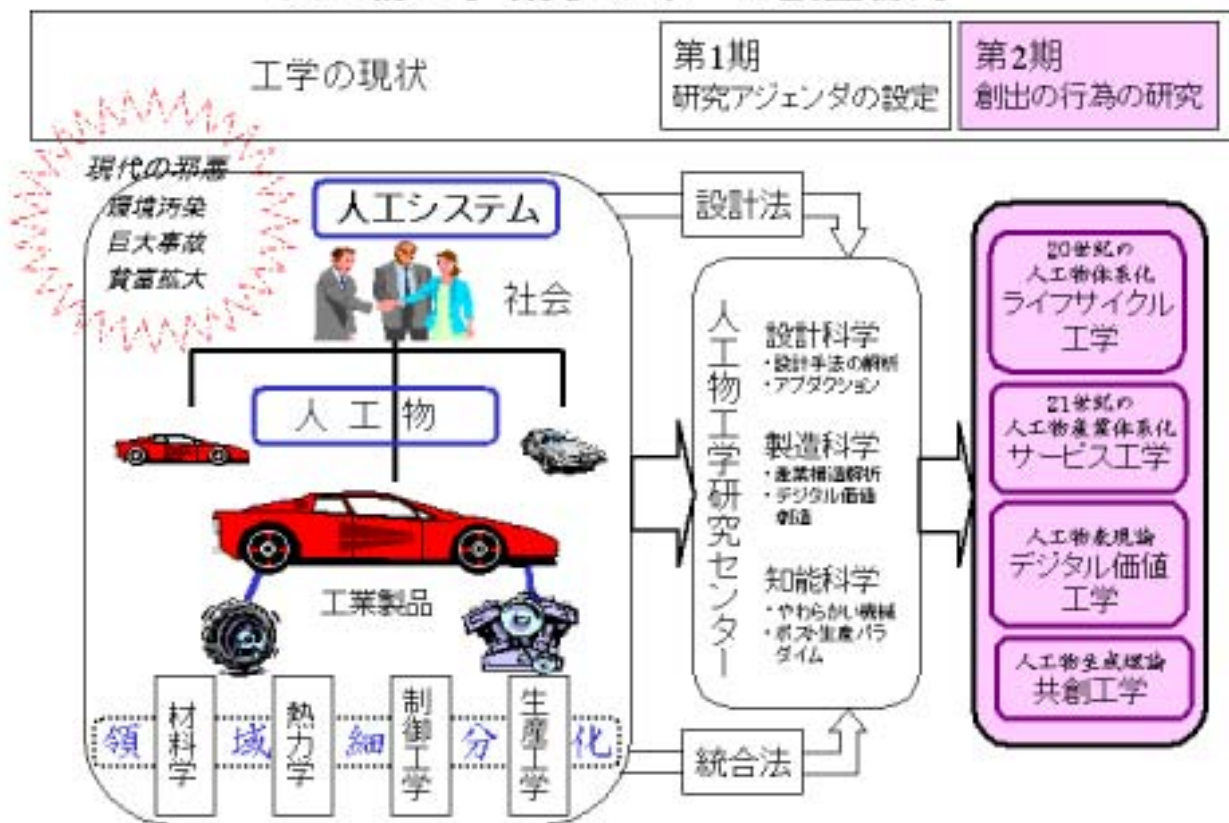 工学の現状
第1期
研究アジェンダの設定
第2期
創出の行為の研究
現代の邪悪
環境汚染
巨大事故
貧富拡大
人工システム
社会
人工物
工業製品
領域細分化
材料学
熱力学
制御工学
生産工学
設計法
統合法
人工物工学研究センター
設計科学
・設計手法の解析
・アブダクション
製造科学
・産業構造解析
・デジタル価値
創造
知能科学
・やわらかい機械
・ポスト生産パラ
ダイム
20世紀の
人工物体系化
ライフサイクル
工学
21世紀の
人工物産業体系化
サービス工学
人工物表現論
デジタル価値
工学
人工物生成理論
共創工学